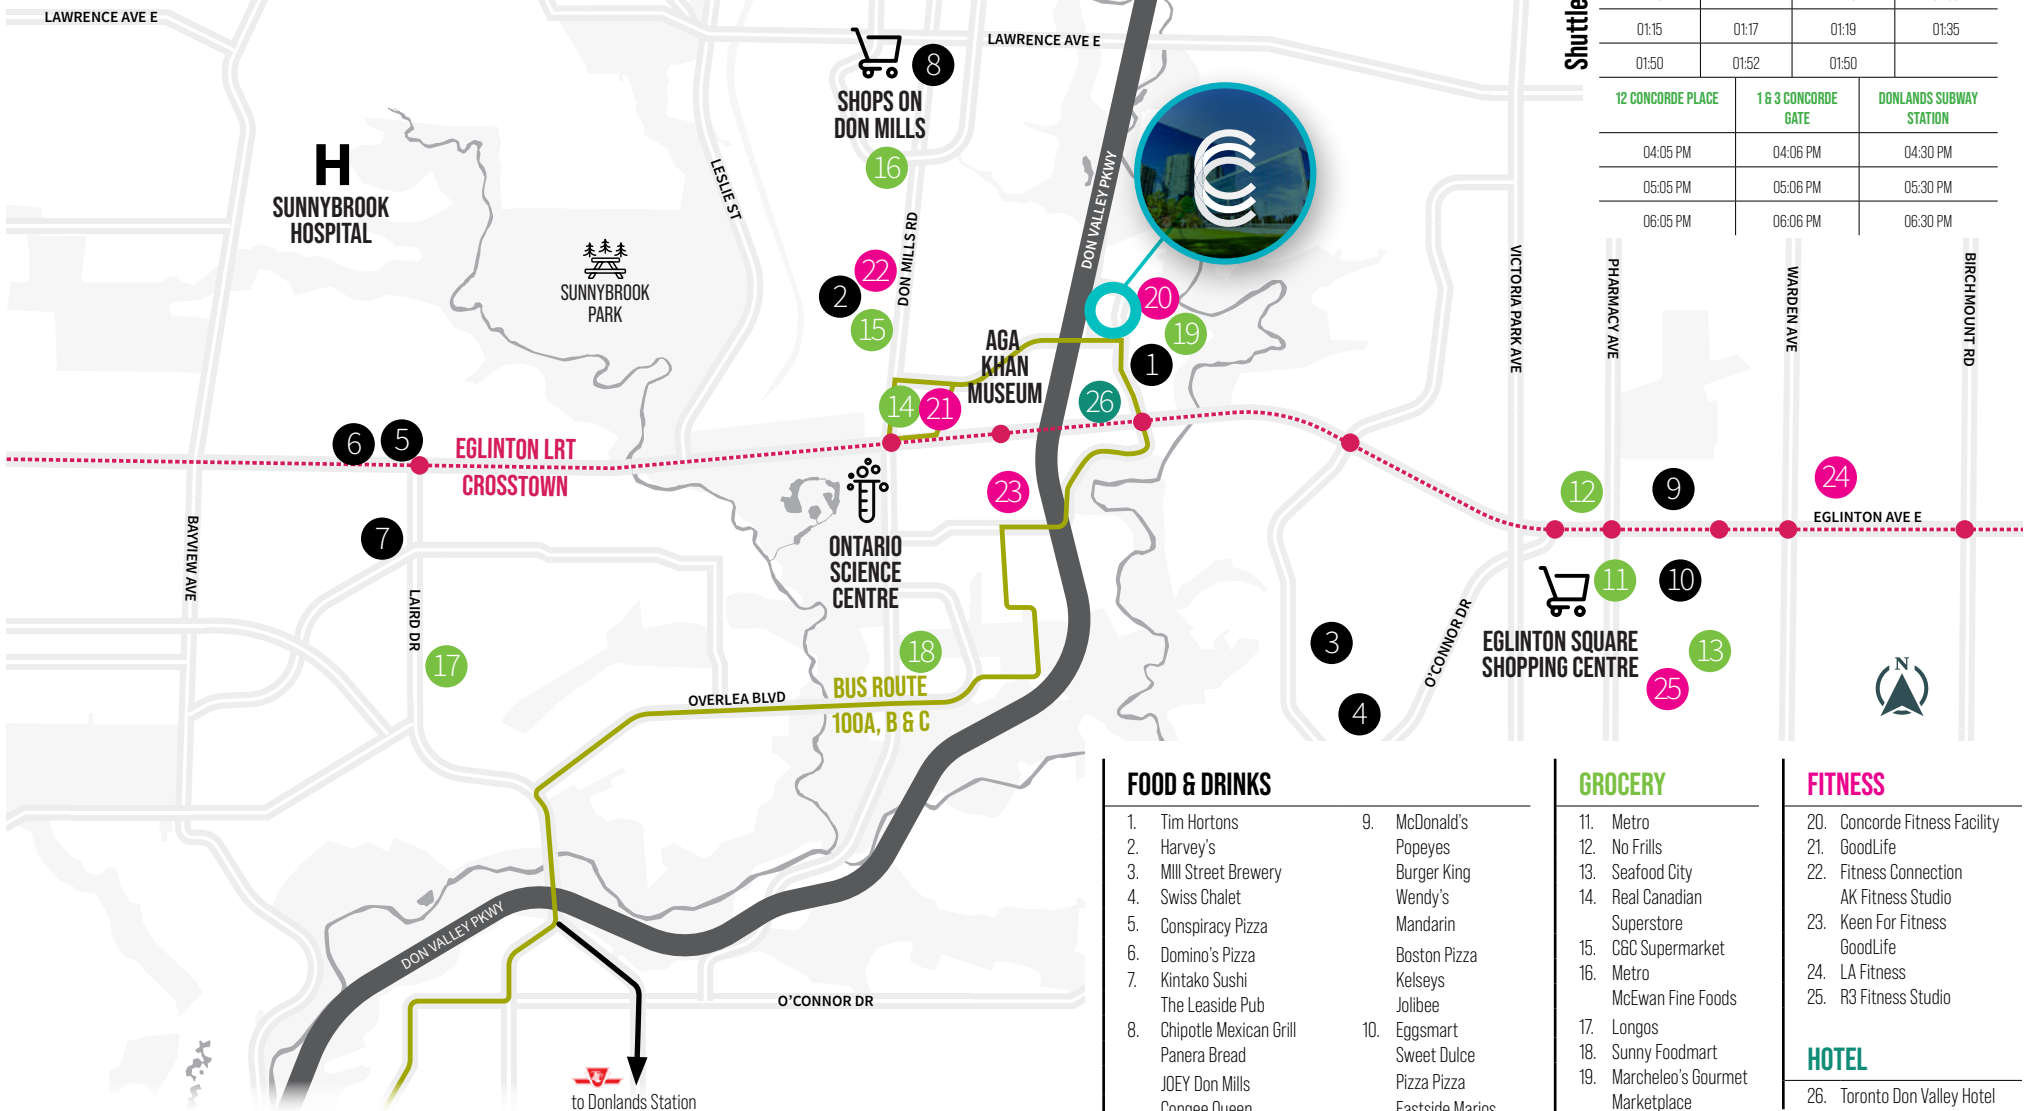 LAWRENCE AVE E
LAWRENCE AVE E
8
SHOPS ON
DON MILLS
16
H
SUNNYBROOK
HOSPITAL
SUNNYBROOK
PARK
LESLIE ST
DON MILLS RD
DON VALLEY PKWY
22
2
15
20
19
1
AGA
KHAN
MUSEUM
14
21
26
6
5
EGLINTON LRT
CROSSTOWN
7
23
ONTARIO
SCIENCE
CENTRE
BAYVIEW AVE
LAIRD DR
17
18
OVERLEA BLVD
BUS ROUTE
100A, B & C
VICTORIA PARK AVE
PHARMACY AVE
WARDEN AVE
BIRCHMOUNT RD
12
9
24
EGLINTON AVE E
11
10
EGLINTON SQUARE
SHOPPING CENTRE
13
25
3
4
O'CONNOR DR
N
DON VALLEY PKWY
O'CONNOR DR
to Donlands Station
Shuttle
01:15 01:17 01:19 01:35
01:50 01:52 01:50
12 CONCORDE PLACE
1 & 3 CONCORDE
GATE
DONLANDS SUBWAY
STATION
04:05 PM 04:06 PM 04:30 PM
05:05 PM 05:06 PM 05:30 PM
06:05 PM 06:06 PM 06:30 PM
FOOD & DRINKS
1. Tim Hortons
2. Harvey's
3. MIll Street Brewery
4. Swiss Chalet
5. Conspiracy Pizza
6. Domino's Pizza
7. Kintako Sushi
The Leaside Pub
8. Chipotle Mexican Grill
Panera Bread
JOEY Don Mills
Congee Queen
9. McDonald's
Popeyes
Burger King
Wendy's
Mandarin
Boston Pizza
Kelseys
Jolibee
10. Eggsmart
Sweet Dulce
Pizza Pizza
Eastside Marios
GROCERY
11. Metro
12. No Frills
13. Seafood City
14. Real Canadian
Superstore
15. C&C Supermarket
16. Metro
McEwan Fine Foods
17. Longos
18. Sunny Foodmart
19. Marcheleo's Gourmet
Marketplace
FITNESS
20. Concorde Fitness Facility
21. GoodLife
22. Fitness Connection
AK Fitness Studio
23. Keen For Fitness
GoodLife
24. LA Fitness
25. R3 Fitness Studio
HOTEL
26. Toronto Don Valley Hotel